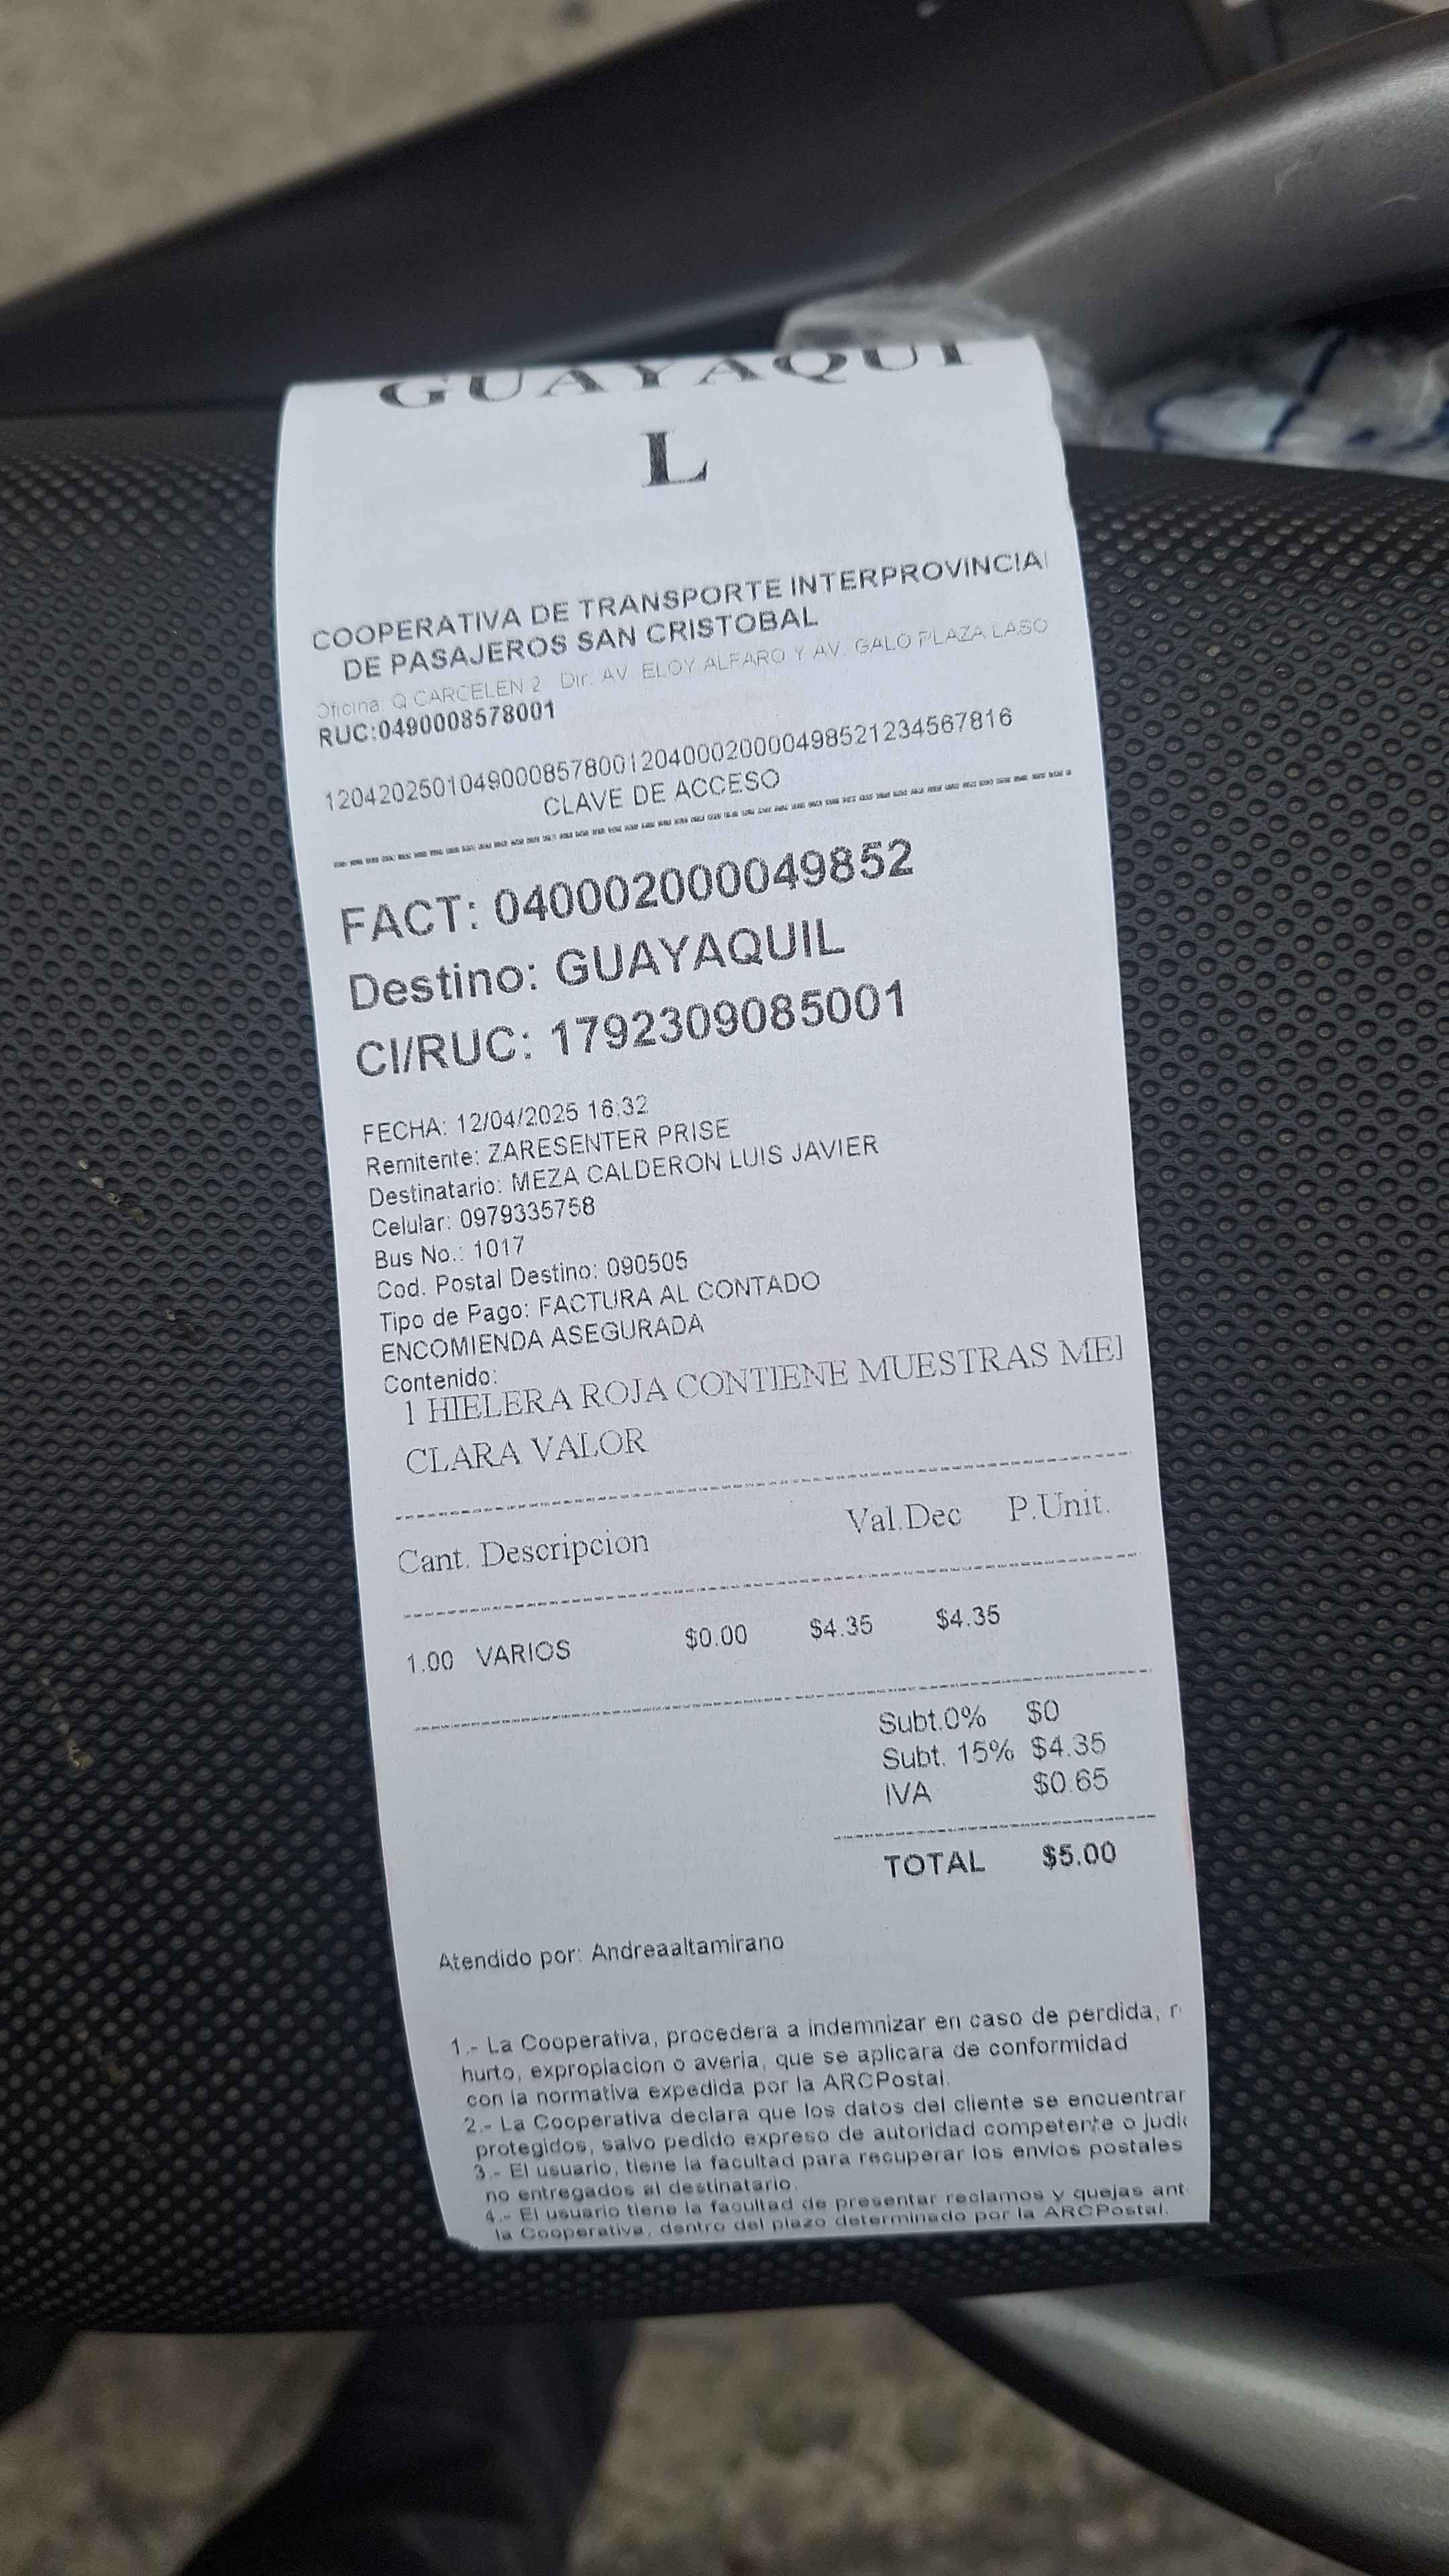 GUAYAQUI
L
COOPERATIVA DE TRANSPORTE INTERPROVINCIA
DE PASAJEROS SAN CRISTOBAL
Oficina: Q CARCELEN 2 Dir: AV. ELOY ALFARO Y AV. GALO PLAZA LASO
RUC:0490008578001
1204202501049000857800120400020000498521234567816
CLAVE DE ACCESO
FACT: 040002000049852
Destino: GUAYAQUIL
CI/RUC: 1792309085001
FECHA: 12/04/2025 16:32
Remitente: ZARESENTER PRISE
Destinatario: MEZA CALDERON LUIS JAVIER
Celular: 0979335758
Bus No.: 1017
Cod. Postal Destino: 090505
Tipo de Pago: FACTURA AL CONTADO
ENCOMIENDA ASEGURADA
Contenido:
1 HIELERA ROJA CONTIENE MUESTRAS
CLARA VALOR
Cant. Descripcion Val.Dec P.Unit.
1.00 VARIOS $0.00 $4.35 $4.35
Subt.0% $0
Subt. 15% $4.35
IVA $0.65
TOTAL $5.00
Atendido por: Andreaaltamirano
1.- La Cooperativa, procedera a indemnizar en caso de perdida,
hurto, expropiacion o averia, que se aplicara de conformidad
con la normativa expedida por la ARCPostal.
2.- La Cooperativa declara que los datos del cliente se encuentrar
protegidos, salvo pedido expreso de autoridad competente o
3.- El usuario, tiene la facultad para recuperar los envios postales
no entregados al destinatario.
4.- El usuario tiene la facultad de presentar reclamos y quejas ant
la Cooperativa, dentro del plazo determinado por la ARCPostal.